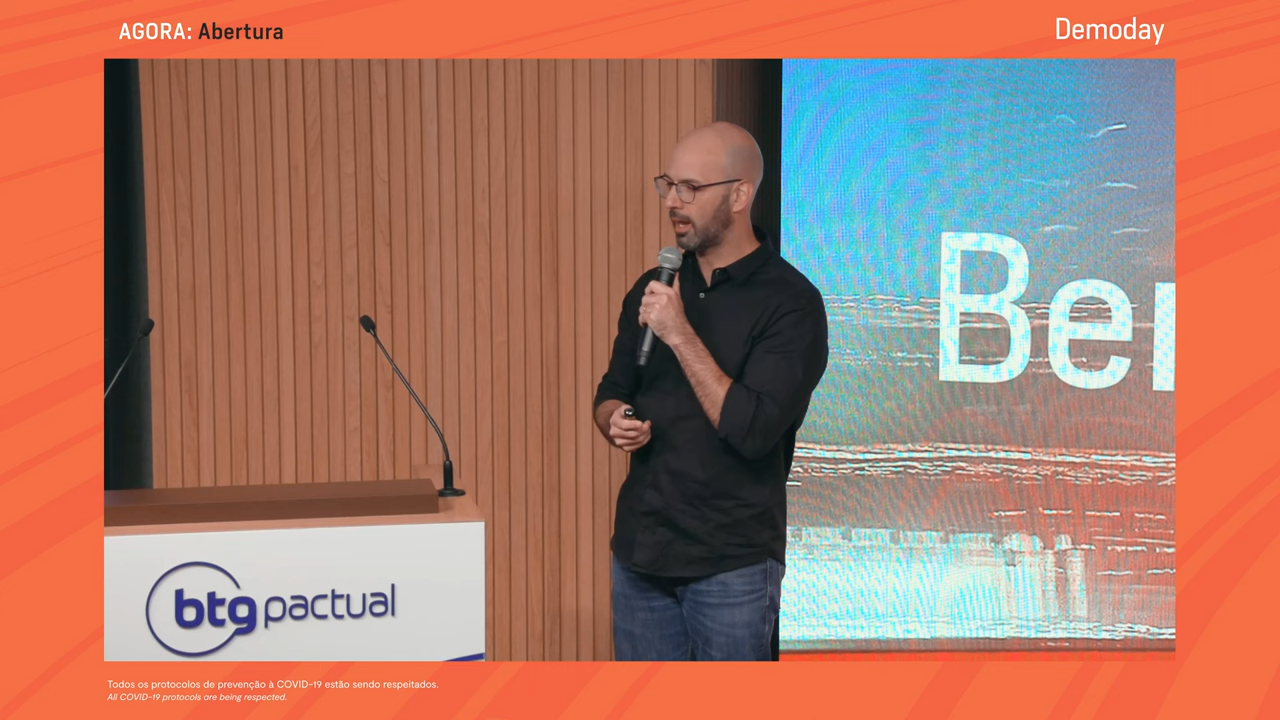 AGORA: Abertura
Demoday
Ber
btg pactual
Todos os protocolos de prevenção à COVID-19 estão sendo respeitados.
All COVID-19 protocols are being respected.